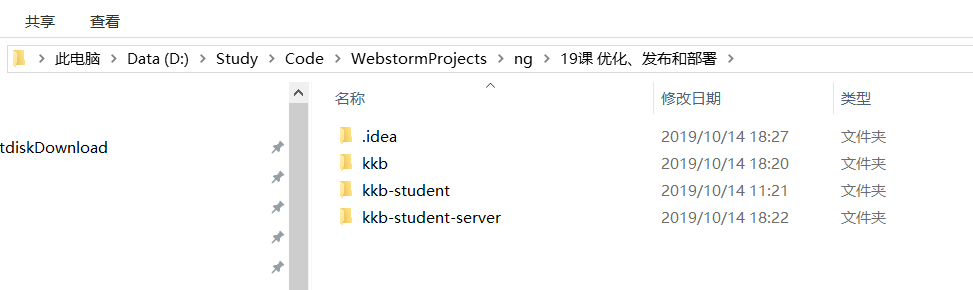 共享 查看
此电脑 > Data (D:) > Study > Code > WebstormProjects > ng > 19课 优化、发布和部署 >
名称 修改日期 类型
.idea 2019/10/14 18:27 文件夹
tdiskDownload
kkb 2019/10/14 18:20 文件夹
kkb-student 2019/10/14 11:21 文件夹
kkb-student-server 2019/10/14 18:22 文件夹